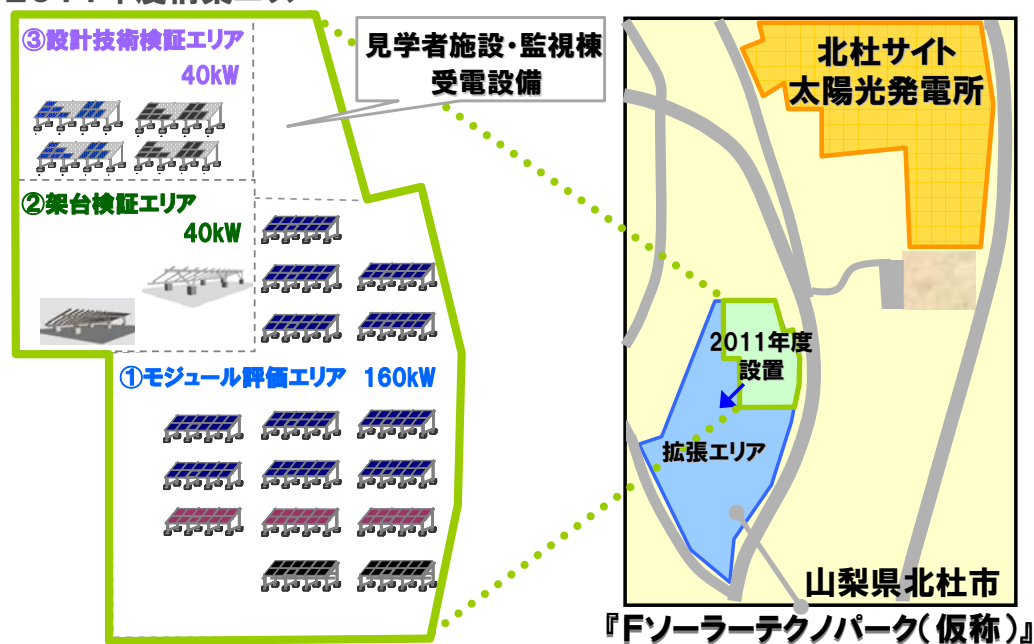 ③設計技術検証エリア
40kW
見学者施設・監視棟
受電設備
②架台検証エリア
40kW
①モジュール評価エリア 160kW
北杜サイト
太陽光発電所
2011年度
設置
拡張エリア
山梨県北杜市
『Fソーラーテクノパーク(仮称)』